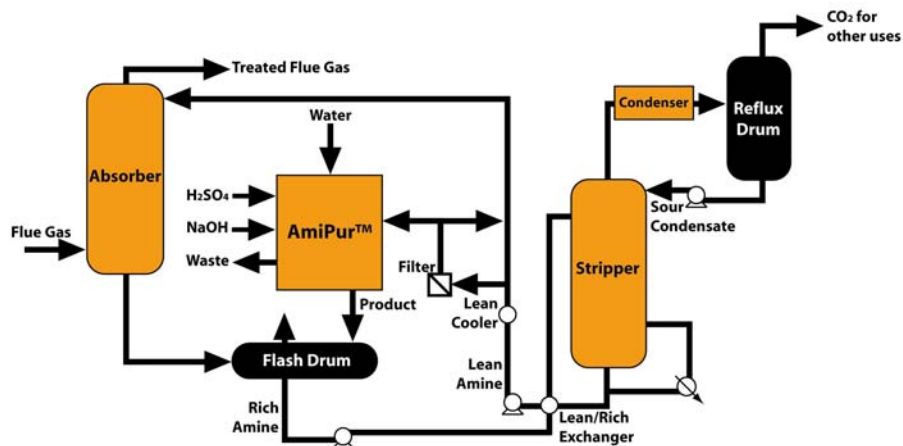 CO₂ for
other uses
Treated Flue Gas
Condenser
Reflux
Drum
Water
Absorber
H₂SO₄
NaOH
Waste
AmiPur™
Sour
Condensate
Flue Gas
Filter
Stripper
Product
Lean
Cooler
Flash Drum
Lean
Amine
Rich
Amine
Lean/Rich
Exchanger